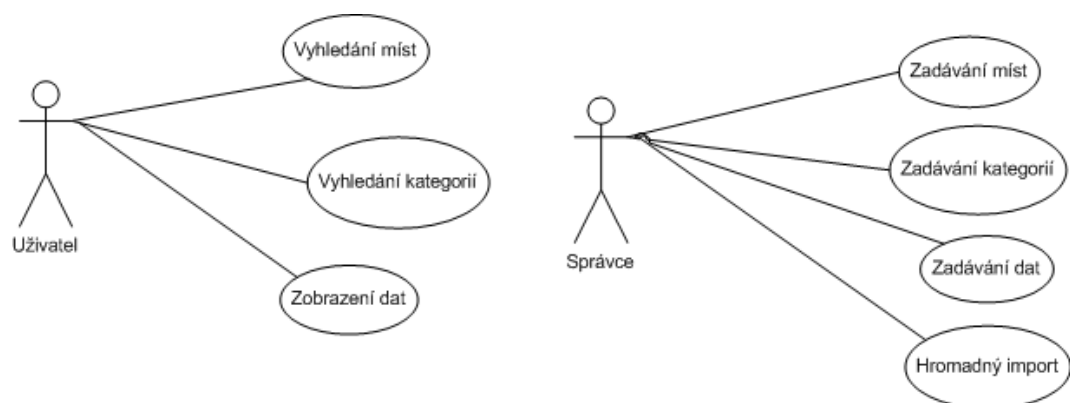 Vyhledání míst
Vyhledání kategorií
Uživatel
Zobrazení dat
Zadávání míst
Zadávání kategorií
Správce
Zadávání dat
Hromadný import